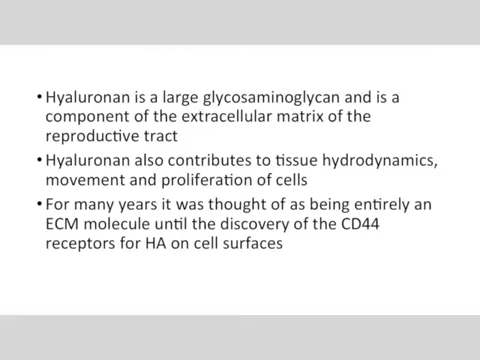 • Hyaluronan is a large glycosaminoglycan and is a
component of the extracellular matrix of the
reproductive tract
• Hyaluronan also contributes to tissue hydrodynamics,
movement and proliferation of cells
• For many years it was thought of as being entirely an
ECM molecule until the discovery of the CD44
receptors for HA on cell surfaces